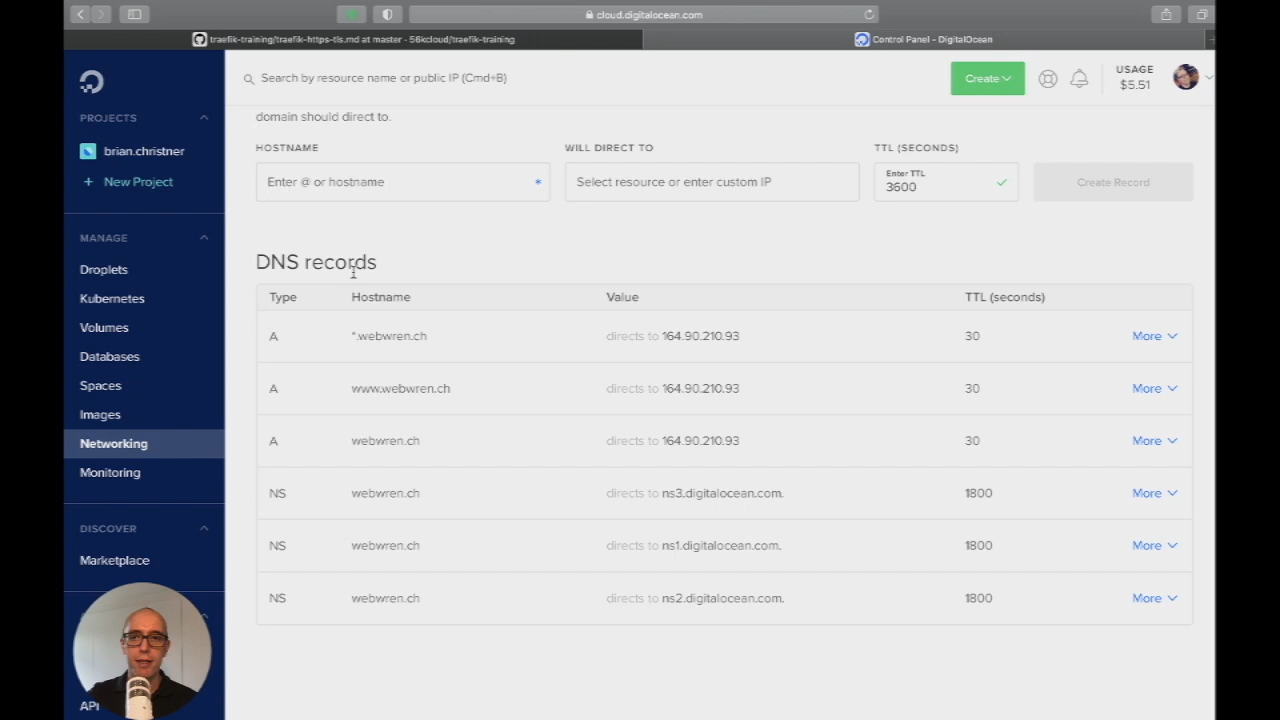 cloud.digitalocean.com
traefik-training/traefik-https-tls.md at master - 56kcloud/traefik-training
Control Panel - DigitalOcean
Search by resource name or public IP (Cmd+B)
Create
USAGE
$5.51
PROJECTS
brian.christner
+ New Project
MANAGE
Droplets
Kubernetes
Volumes
Databases
Spaces
Images
Networking
Monitoring
DISCOVER
Marketplace
API
domain should direct to.
HOSTNAME WILL DIRECT TO TTL (SECONDS)
Enter @ or hostname * Select resource or enter custom IP Enter TTL
3600 Create Record
DNS records
Type Hostname Value TTL (seconds)
A *.webwren.ch directs to 164.90.210.93 30 More
A www.webwren.ch directs to 164.90.210.93 30 More
A webwren.ch directs to 164.90.210.93 30 More
NS webwren.ch directs to ns3.digitalocean.com. 1800 More
NS webwren.ch directs to ns1.digitalocean.com. 1800 More
NS webwren.ch directs to ns2.digitalocean.com. 1800 More